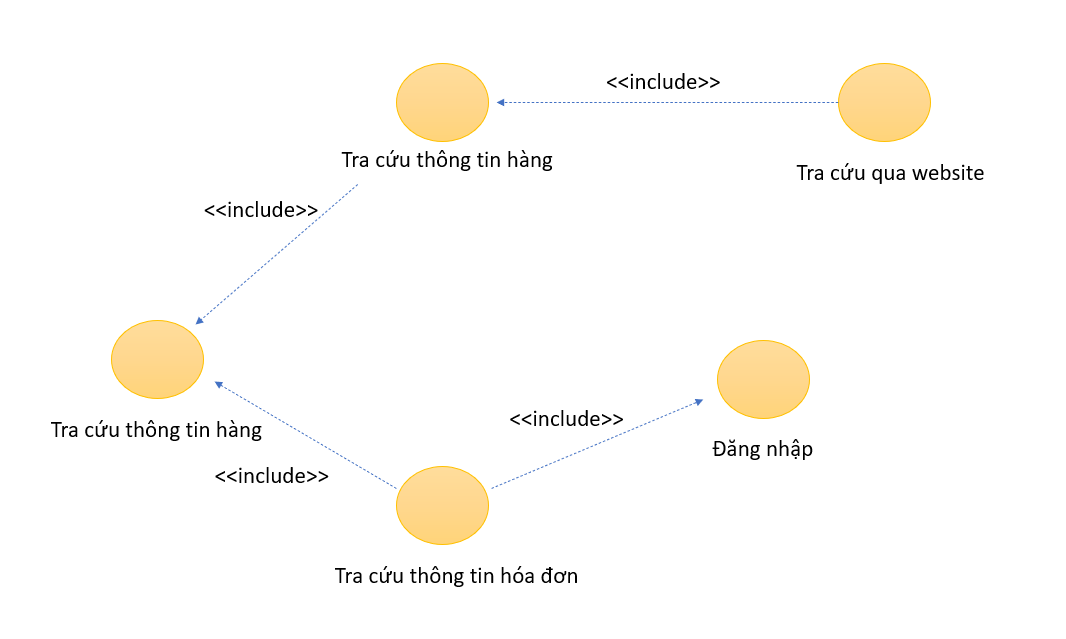 <<include>>
Tra cứu thông tin hàng
Tra cứu qua website
<<include>>
<<include>>
Đăng nhập
Tra cứu thông tin hàng
<<include>>
Tra cứu thông tin hóa đơn